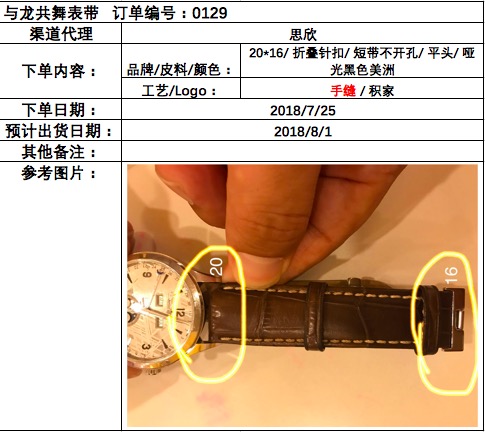 与龙共舞表带 订单编号：0129
渠道代理
思欣
下单内容：
品牌/皮料/颜色：
20*16/ 折叠针扣/ 短带不开孔/ 平头/ 哑
光黑色美洲
工艺/Logo：
手缝 / 积家
下单日期：
2018/7/25
预计出货日期：
2018/8/1
其他备注：
参考图片：
20
16
12
9
3